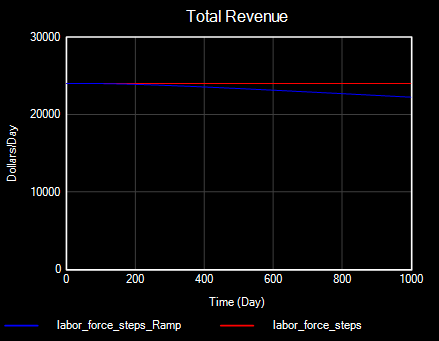 Total Revenue
30000
20000
10000
0
Dollars/Day
0 200 400 600 800 1000
Time (Day)
labor_force_steps_Ramp labor_force_steps